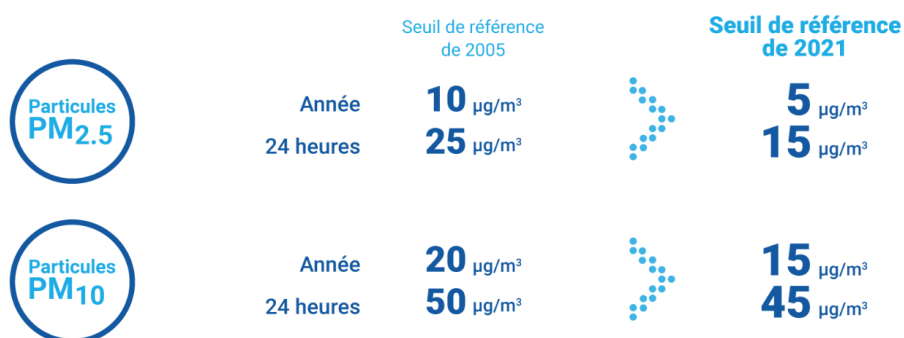 Seuil de référence de 2005
Seuil de référence de 2021
Particules PM2.5
Année 10 µg/m³ 5 µg/m³
24 heures 25 µg/m³ 15 µg/m³
Particules PM10
Année 20 µg/m³ 15 µg/m³
24 heures 50 µg/m³ 45 µg/m³